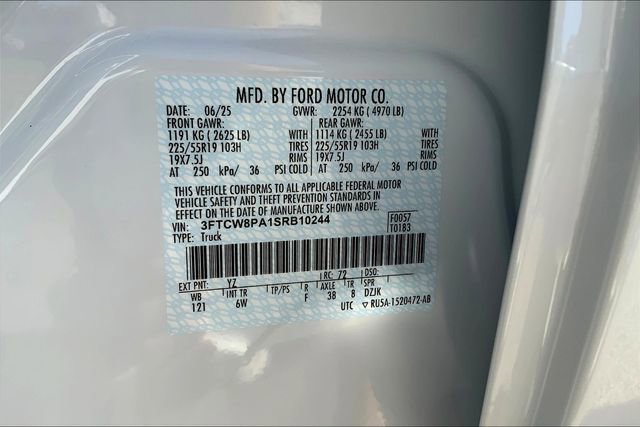 MFD. BY FORD MOTOR CO.
DATE: 06/25 GVWR: 2254 KG ( 4970 LB)
FRONT GAWR: REAR GAWR:
1191 KG ( 2625 LB) WITH 1114 KG ( 2455 LB) WITH
225/55R19 103H TIRES 225/55R19 103H TIRES
19X7.5J RIMS 19X7.5J RIMS
AT 250 kPa/ 36 PSI COLD AT 250 kPa/ 36 PSI COLD
THIS VEHICLE CONFORMS TO ALL APPLICABLE FEDERAL MOTOR
VEHICLE SAFETY AND THEFT PREVENTION STANDARDS IN
EFFECT ON THE DATE OF MANUFACTURE SHOWN ABOVE.
VIN: 3FTCW8PA1SRB10244 F0057
TYPE: Truck T0183
EXT PNT: YZ RC: 72 DSO:
WB INT TR TP/PS R AXLE TR SPR
121 6W F 38 8 DZJK
UTC ▽ RU5A-1520472-AB